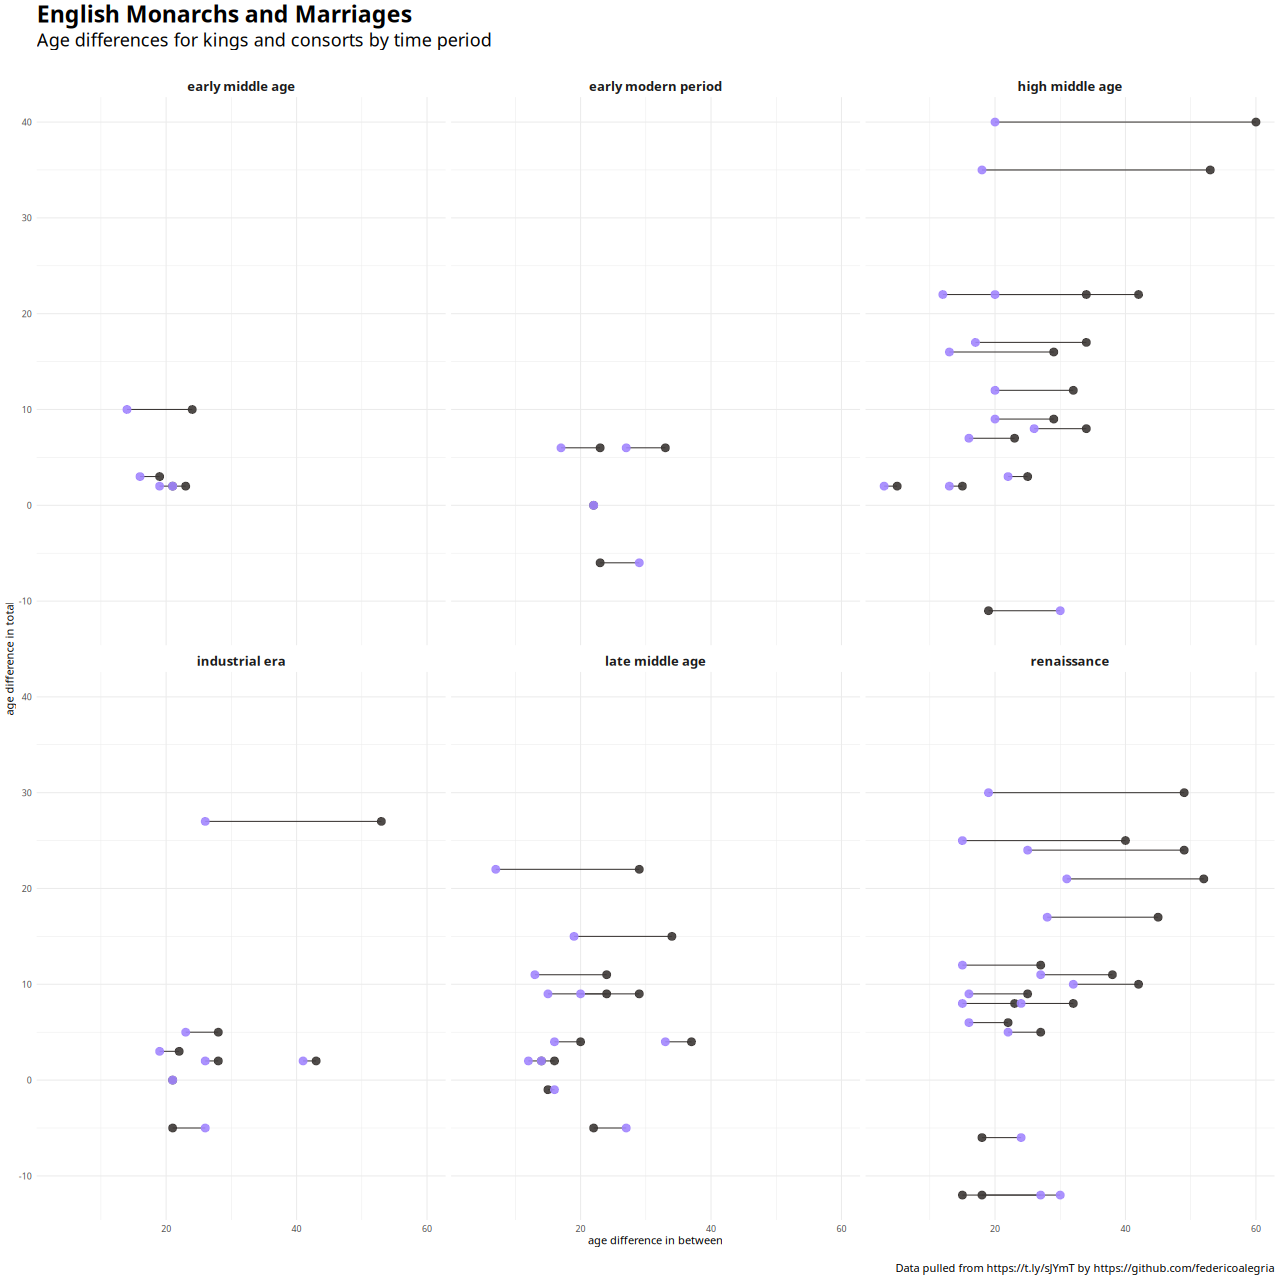 English Monarchs and Marriages
Age differences for kings and consorts by time period
early middle age
early modern period
high middle age
40
30
20
10
0
-10
age difference in total
industrial era
late middle age
renaissance
40
30
20
10
0
-10
20
40
60
20
40
60
20
40
60
age difference in between
Data pulled from https://t.ly/sJYmT by https://github.com/federicoalegria